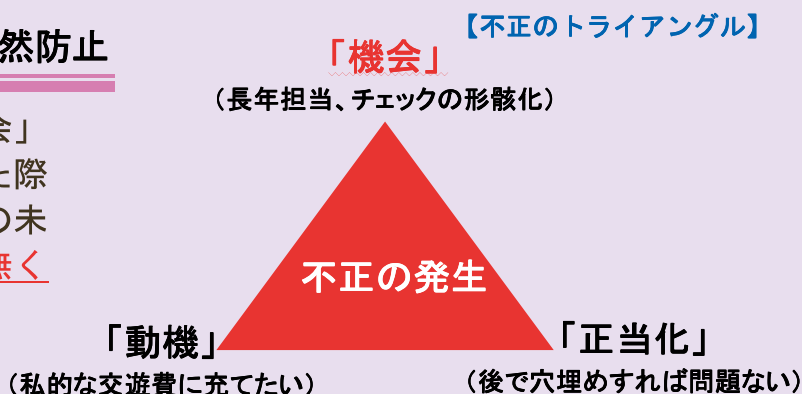 【不正のトライアングル】
然防止
「機会」
（長年担当、チェックの形骸化）
会」
た際
の未
無く
不正の発生
「動機」
「正当化」
（私的な交遊費に充てたい）
（後で穴埋めすれば問題ない）